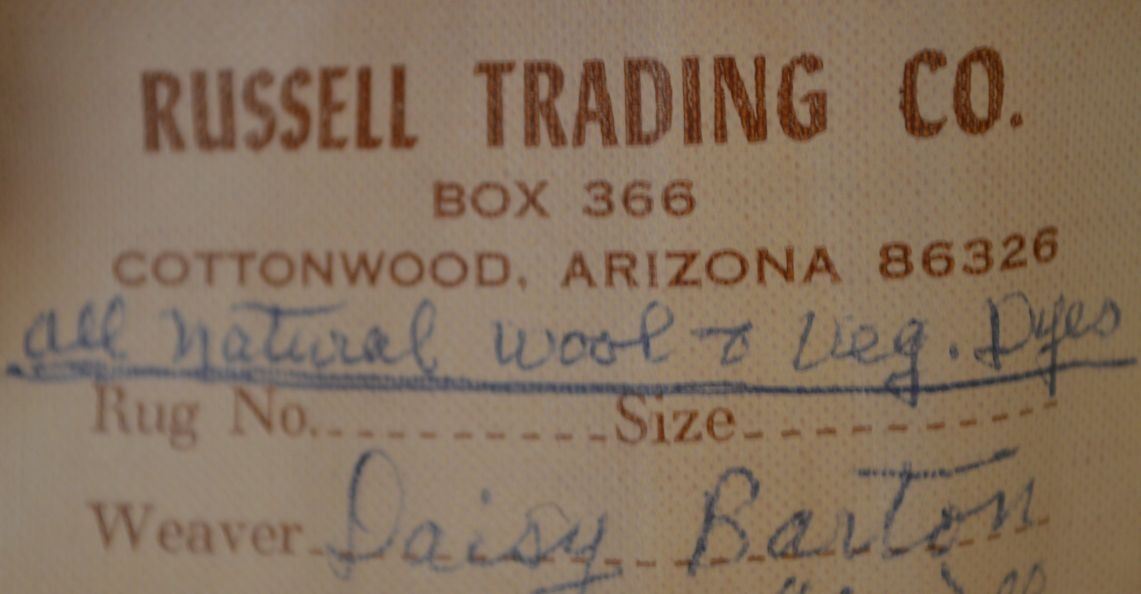 RUSSELL TRADING CO.
BOX 366
COTTONWOOD, ARIZONA 86326
All Natural Wool & Veg. Dyes
Rug No. Size
Weaver Daisy Barton